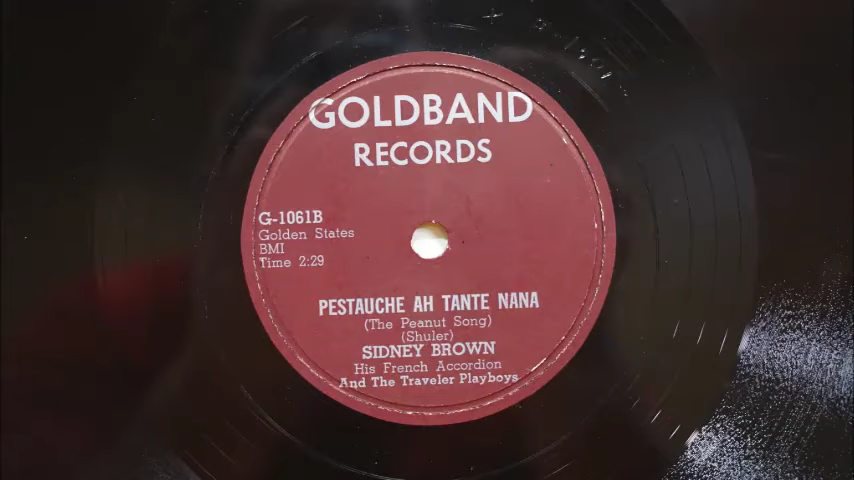 GOLDBAND
RECORDS
G-1061B
Golden States
BMI
Time 2:29
PESTAUCHE AH TANTE NANA
(The Peanut Song)
(Shuler)
SIDNEY BROWN
His French Accordion
And The Traveler Playboys